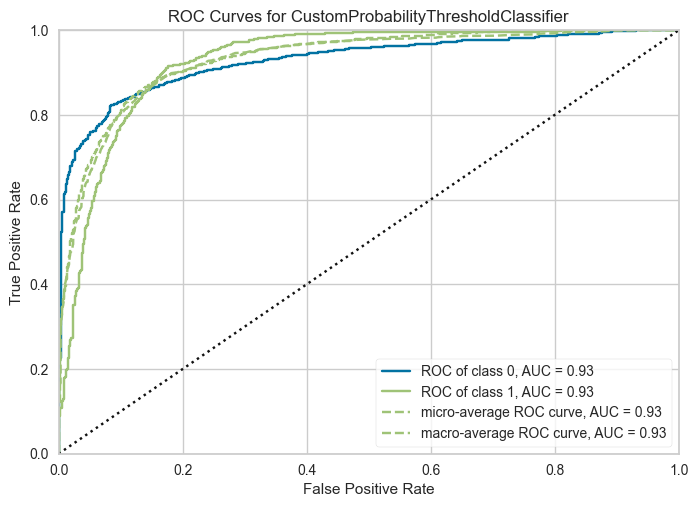 ROC Curves for CustomProbabilityThresholdClassifier
1.0
0.8
0.6
0.4
0.2
0.0
True Positive Rate
ROC of class 0, AUC = 0.93
ROC of class 1, AUC = 0.93
micro-average ROC curve, AUC = 0.93
macro-average ROC curve, AUC = 0.93
0.0 0.2 0.4 0.6 0.8 1.0
False Positive Rate